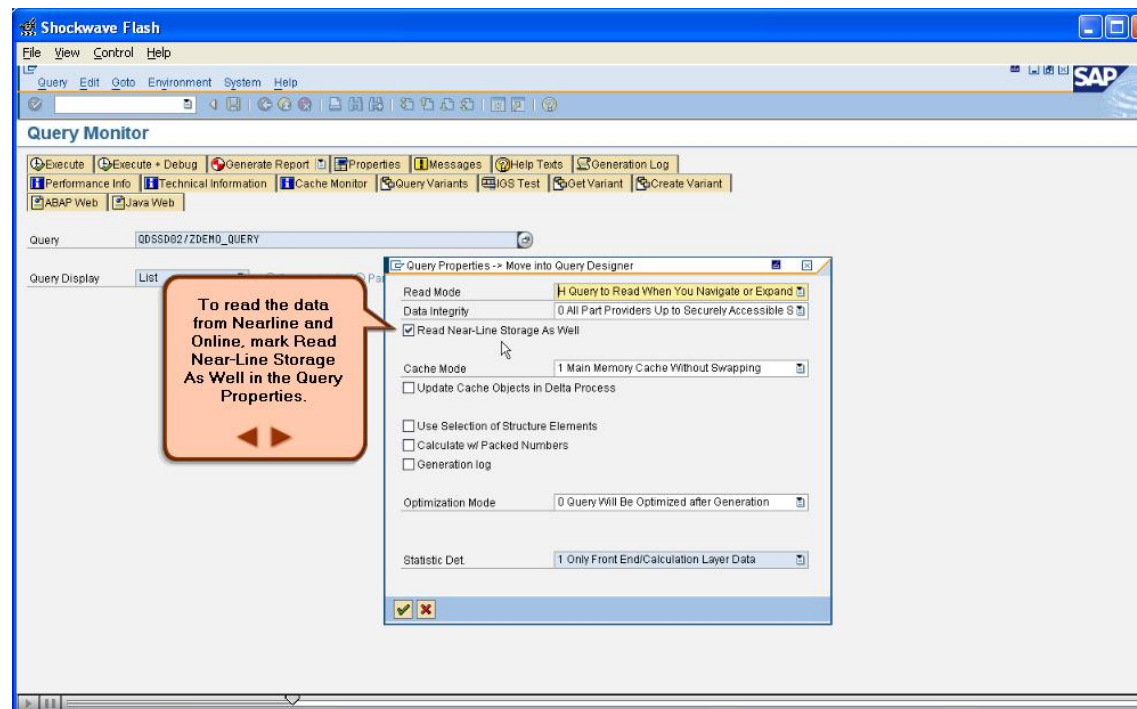 Shockwave Flash
File View Control Help
Query Edit Goto Environment System Help
SAP
Query Monitor
Execute Execute + Debug Generate Report Properties Messages Help Texts Generation Log
Performance Info Technical Information Cache Monitor Query Variants IGS Test Get Variant Create Variant
ABAP Web Java Web
Query QDSSD02/ZDEMO_QUERY
Query Display List Pa
Query Properties -> Move into Query Designer
Read Mode H Query to Read When You Navigate or Expand
Data Integrity 0 All Part Providers Up to Securely Accessible S
Read Near-Line Storage As Well
Cache Mode 1 Main Memory Cache Without Swapping
Update Cache Objects in Delta Process
Use Selection of Structure Elements
Calculate w/ Packed Numbers
Generation log
Optimization Mode 0 Query Will Be Optimized after Generation
Statistic Det. 1 Only Front End/Calculation Layer Data
To read the data
from Nearline and
Online, mark Read
Near-Line Storage
As Well in the Query
Properties.